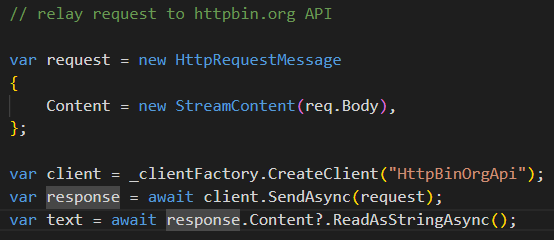 // relay request to httpbin.org API
var request = new HttpRequestMessage
{
Content = new StreamContent(req.Body),
};
var client = _clientFactory.CreateClient("HttpBinOrgApi");
var response = await client.SendAsync(request);
var text = await response.Content?.ReadAsStringAsync();